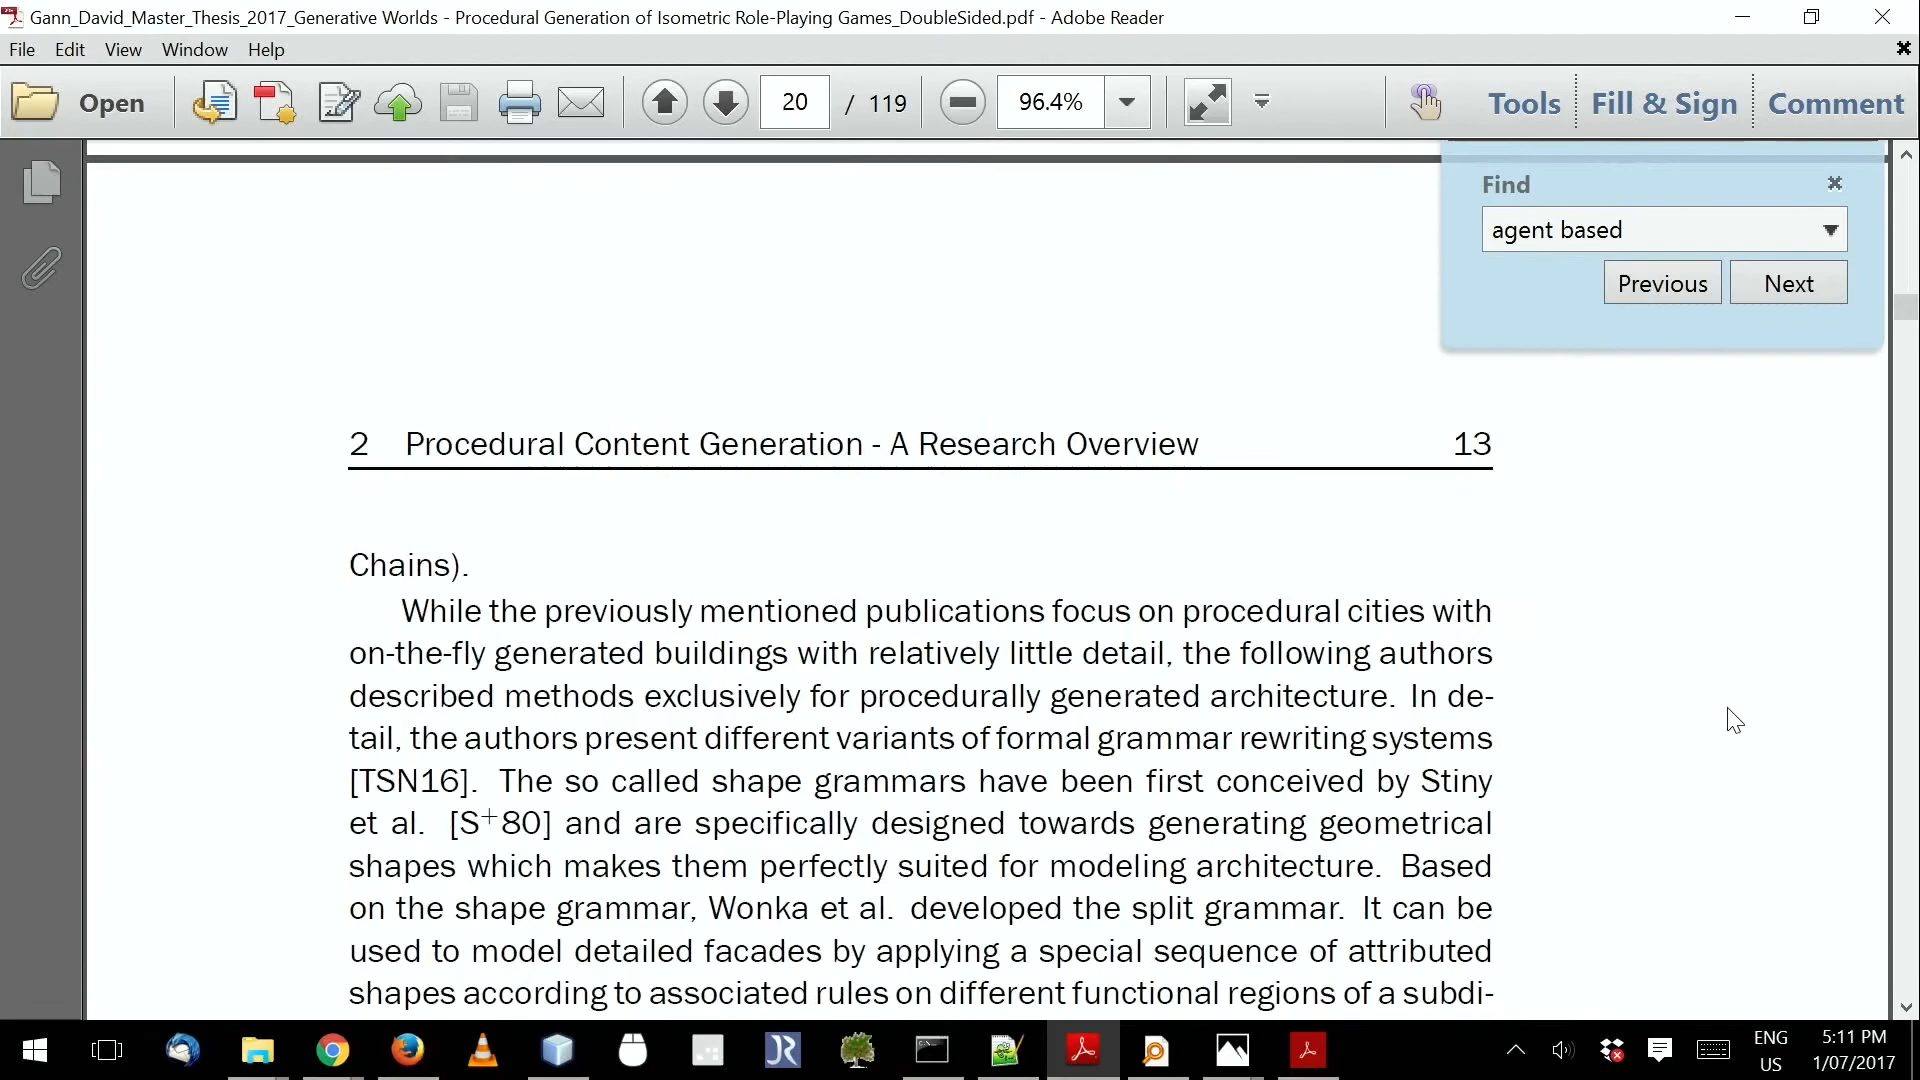 Gann_David_Master_Thesis_2017_Generative Worlds - Procedural Generation of Isometric Role-Playing Games_DoubleSided.pdf - Adobe Reader
File Edit View Window Help
Open 20 / 119 96.4% Tools Fill & Sign Comment
Find
agent based
Previous Next
2 Procedural Content Generation - A Research Overview 13
Chains).
While the previously mentioned publications focus on procedural cities with
on-the-fly generated buildings with relatively little detail, the following authors
described methods exclusively for procedurally generated architecture. In de-
tail, the authors present different variants of formal grammar rewriting systems
[TSN16]. The so called shape grammars have been first conceived by Stiny
et al. [S+80] and are specifically designed towards generating geometrical
shapes which makes them perfectly suited for modeling architecture. Based
on the shape grammar, Wonka et al. developed the split grammar. It can be
used to model detailed facades by applying a special sequence of attributed
shapes according to associated rules on different functional regions of a subdi-
JR
ENG 5:11 PM
US 1/07/2017